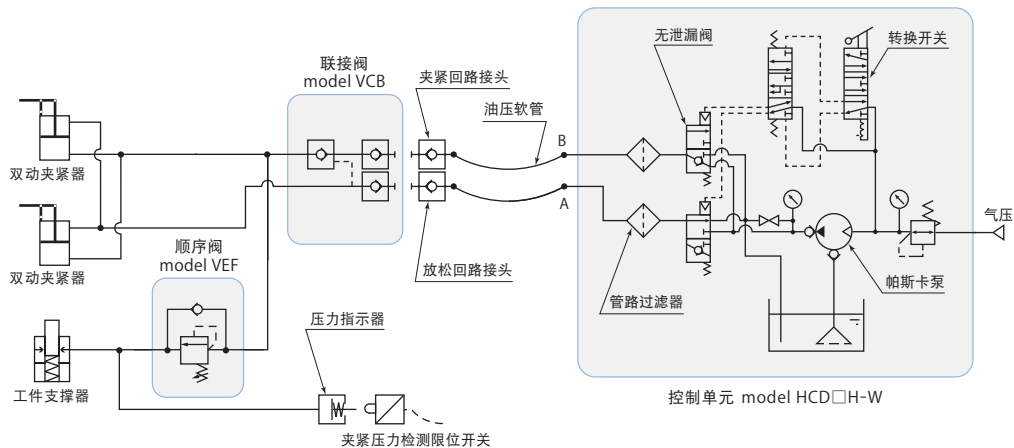 无泄漏阀
转换开关
联接阀
model VCB
夹紧回路接头
油压软管
B
双动夹紧器
A
气压
顺序阀
model VEF
双动夹紧器
放松回路接头
管路过滤器
帕斯卡泵
压力指示器
工件支撑器
控制单元 model HCD□H-W
夹紧压力检测限位开关